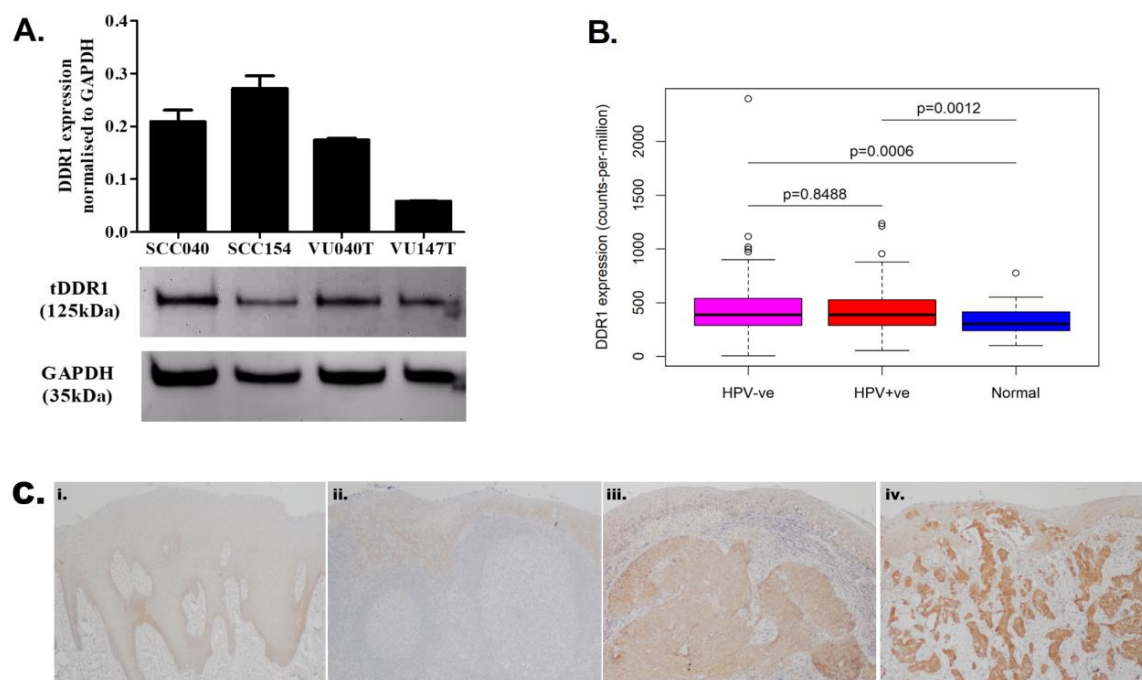 A.
DDR1 expression
normalised to GAPDH
0.4
0.3
0.2
0.1
0.0
SCC040 SCC154 VU040T VU147T
tDDR1
(125kDa)
GAPDH
(35kDa)
B.
DDR1 expression (counts-per-million)
2000
1500
1000
500
0
p=0.0012
p=0.0006
p=0.8488
HPV-ve HPV+ve Normal
C.
i. ii. iii. iv.